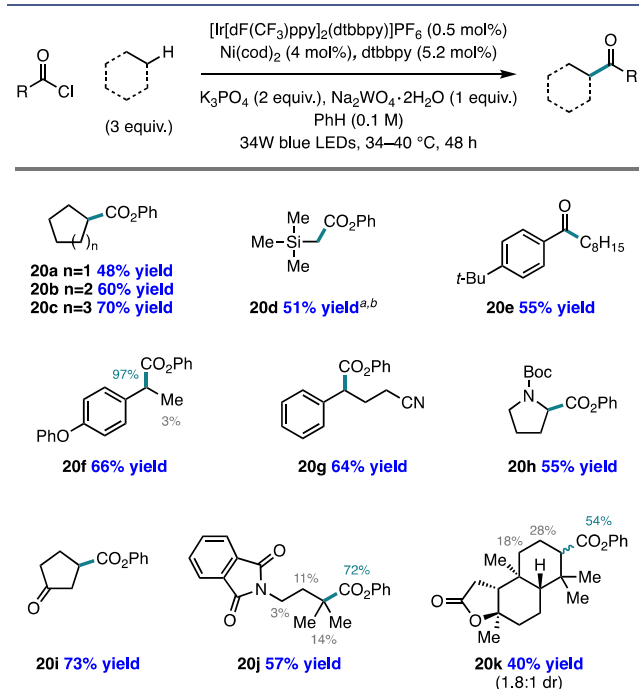 [Ir[dF(CF3)ppy]2(dtbbpy)]PF6 (0.5 mol%)
Ni(cod)2 (4 mol%), dtbbpy (5.2 mol%)
O
R Cl
H
(3 equiv.)
K3PO4 (2 equiv.), Na2WO4·2H2O (1 equiv.)
PhH (0.1 M)
34W blue LEDs, 34–40 °C, 48 h
O
R
CO2Ph
( )n
20a n=1 48% yield
20b n=2 60% yield
20c n=3 70% yield
Me CO2Ph
Me Si
Me
20d 51% yield a,b
O
C8H15
t-Bu
20e 55% yield
97% CO2Ph
Me
3%
PhO
20f 66% yield
CO2Ph
CN
20g 64% yield
Boc
N
CO2Ph
20h 55% yield
CO2Ph
O
20i 73% yield
O
N
O
11% 72%
CO2Ph
3% Me Me
14%
20j 57% yield
54%
28% CO2Ph
18%
Me H
Me
Me
O
O
Me
20k 40% yield
(1.8:1 dr)